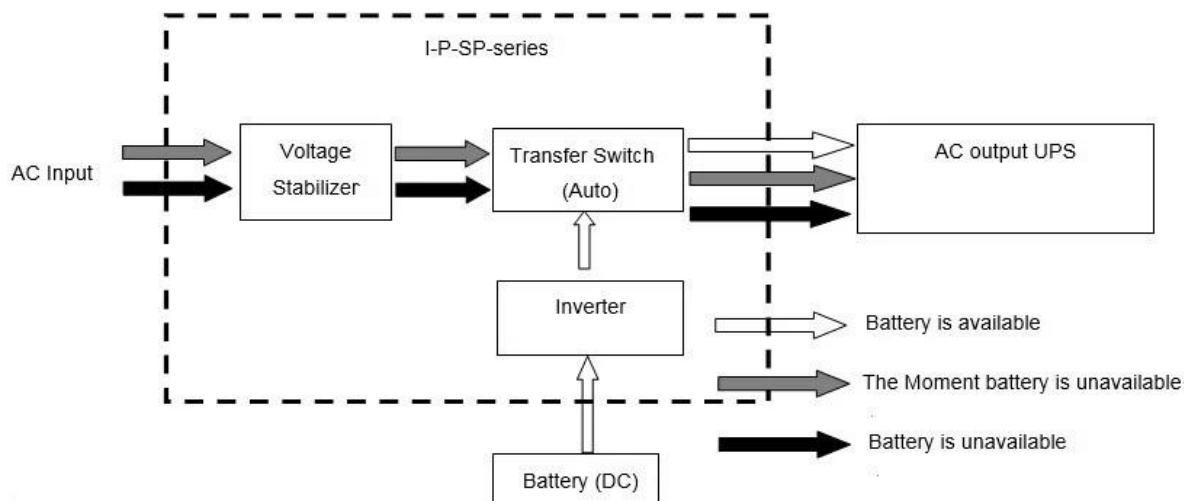 I-P-SP-series
AC Input
Voltage
Stabilizer
Transfer Switch
(Auto)
AC output UPS
Inverter
Battery (DC)
Battery is available
The Moment battery is unavailable
Battery is unavailable